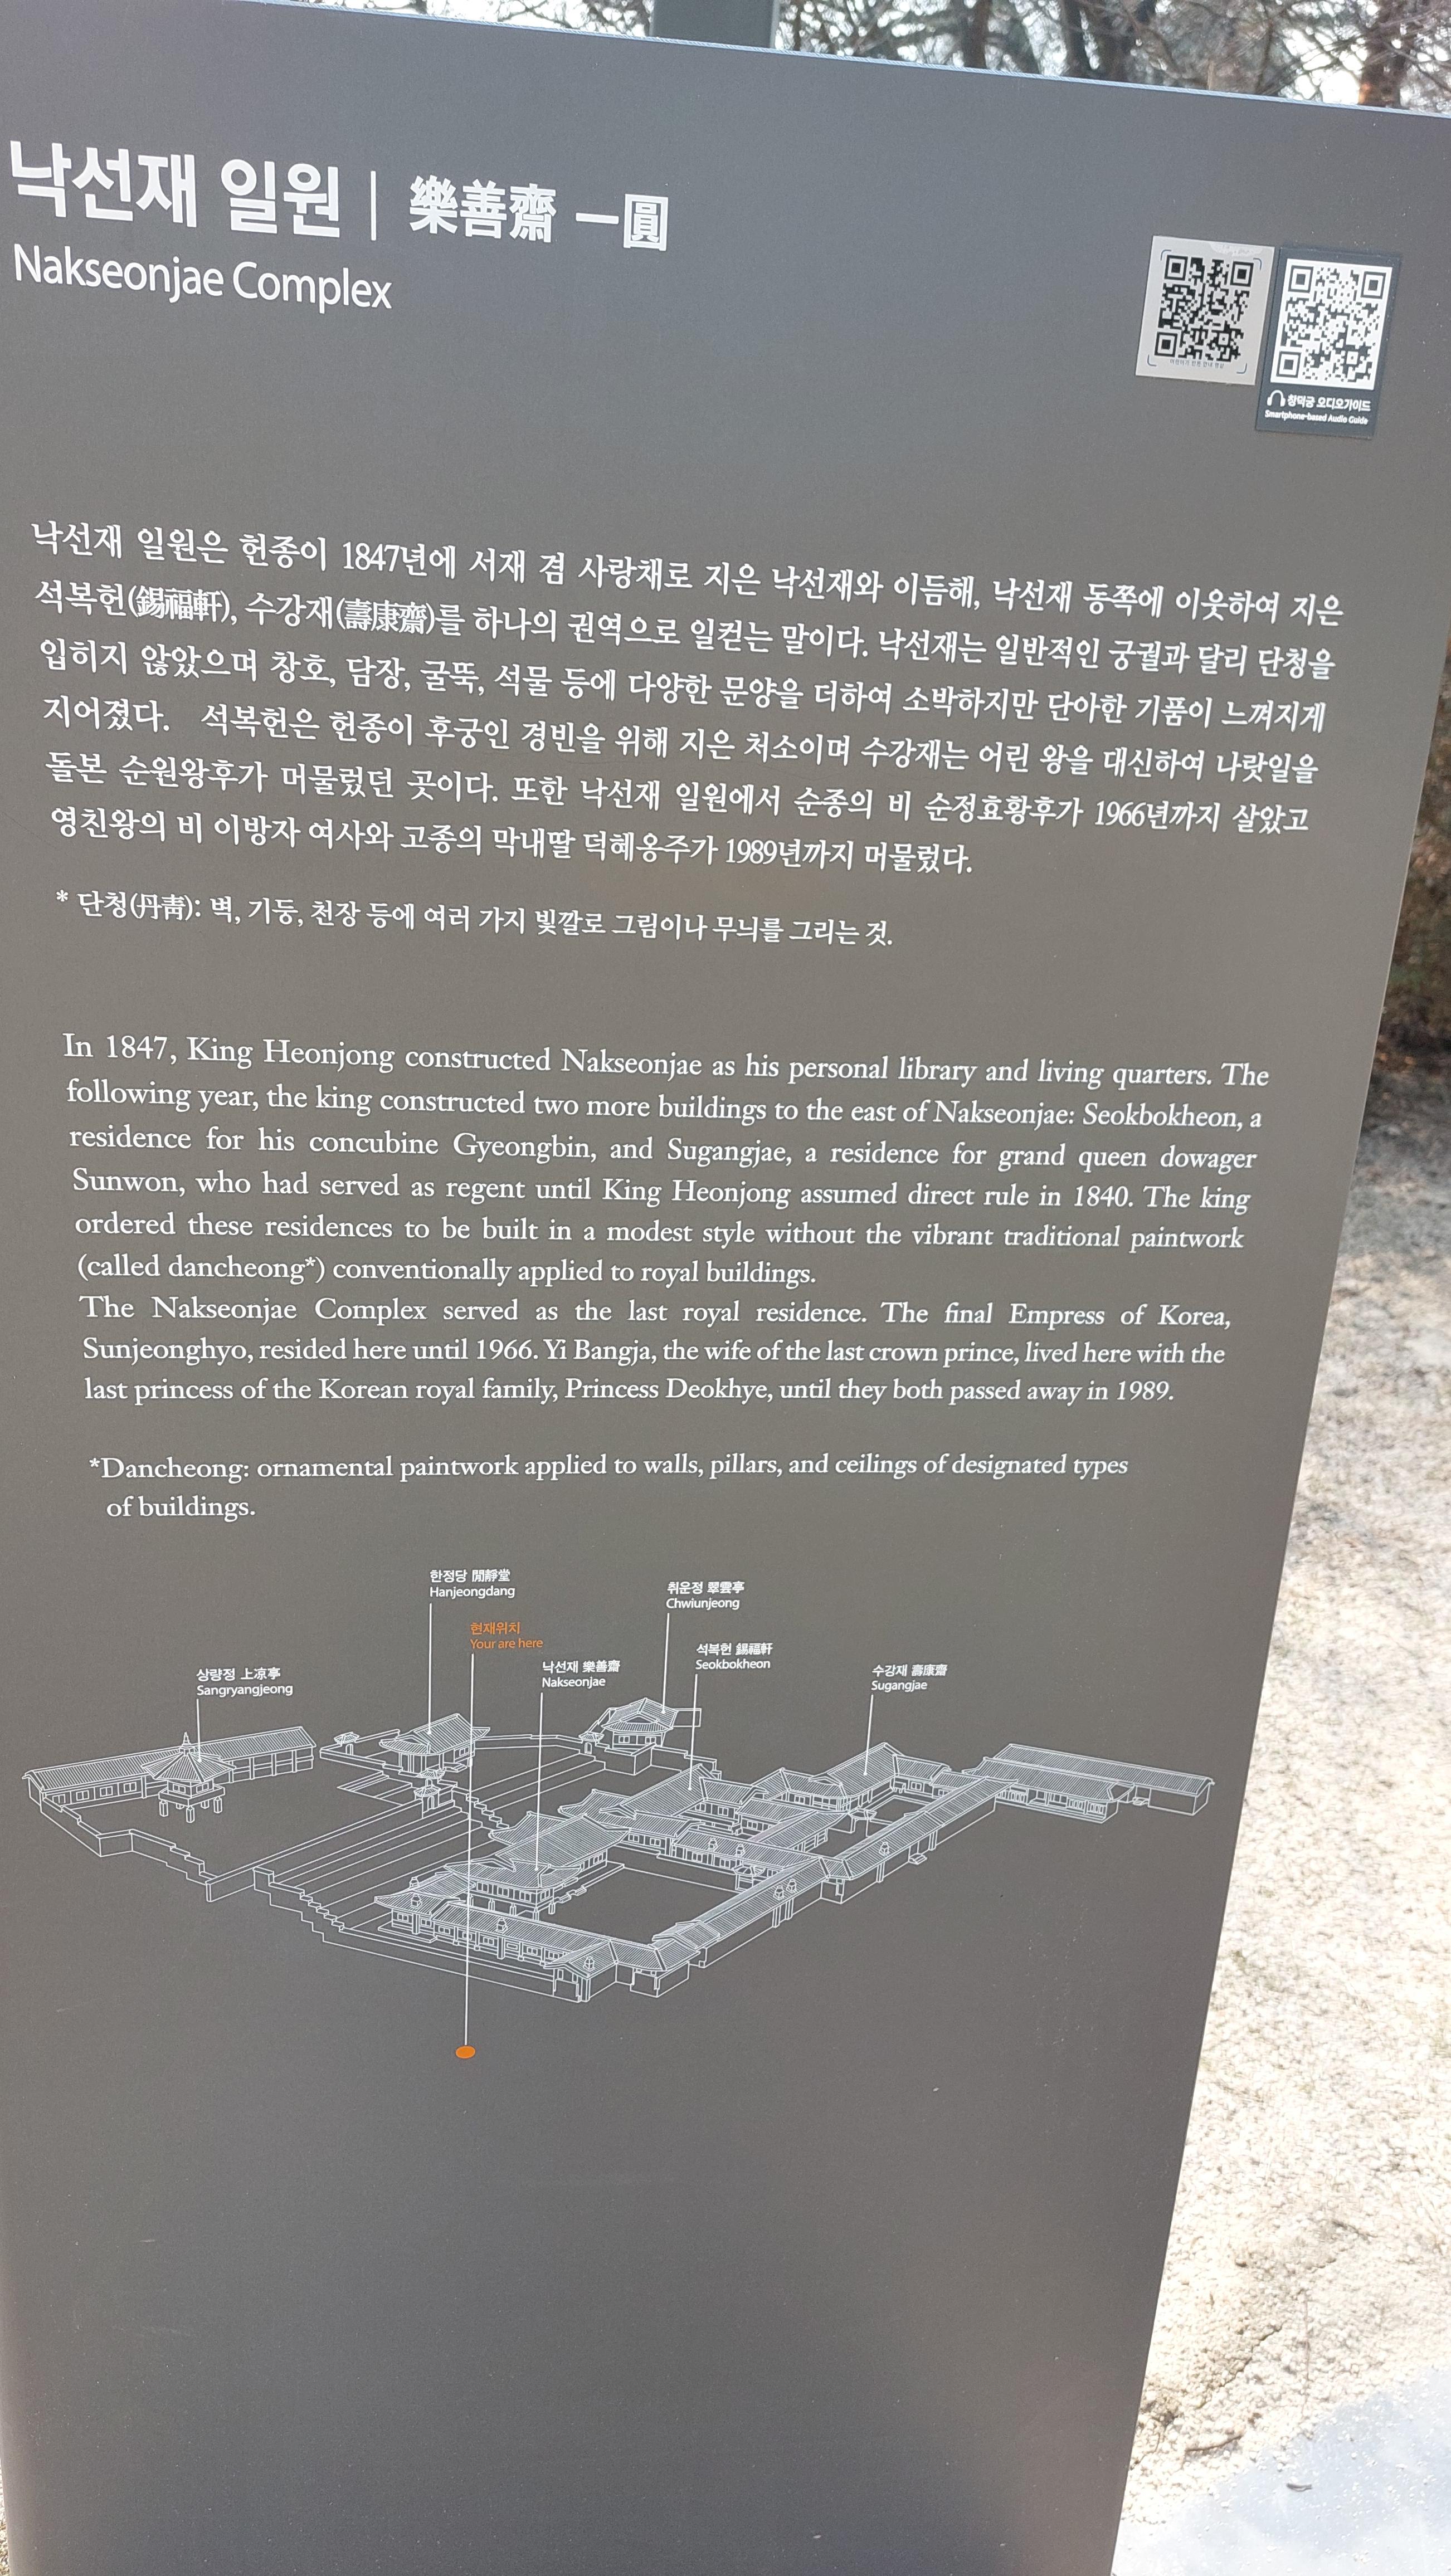 낙선재 일원 | 樂善齋 一圓
Nakseonjae Complex
창덕궁 오디오가이드
Smartphone-based Audio Guide
낙선재 일원은 헌종이 1847년에 서재 겸 사랑채로 지은 낙선재와 이듬해, 낙선재 동쪽에 이웃하여 지은
석복헌(錫福軒), 수강재(壽康齋)를 하나의 권역으로 일컫는 말이다. 낙선재는 일반적인 궁궐과 달리 단청을
입히지 않았으며 창호, 담장, 굴뚝, 석물 등에 다양한 문양을 더하여 소박하지만 단아한 기품이 느껴지게
지어졌다. 석복헌은 헌종이 후궁인 경빈을 위해 지은 처소이며 수강재는 어린 왕을 대신하여 나랏일을
돌본 순원왕후가 머물렀던 곳이다. 또한 낙선재 일원에서 순종의 비 순정효황후가 1966년까지 살았고
영친왕의 비 이방자 여사와 고종의 막내딸 덕혜옹주가 1989년까지 머물렀다.
* 단청(丹靑): 벽, 기둥, 천장 등에 여러 가지 빛깔로 그림이나 무늬를 그리는 것.
In 1847, King Heonjong constructed Nakseonjae as his personal library and living quarters. The
following year, the king constructed two more buildings to the east of Nakseonjae: Seokbokheon, a
residence for his concubine Gyeongbin, and Sugangjae, a residence for grand queen dowager
Sunwon, who had served as regent until King Heonjong assumed direct rule in 1840. The king
ordered these residences to be built in a modest style without the vibrant traditional paintwork
(called dancheong*) conventionally applied to royal buildings.
The Nakseonjae Complex served as the last royal residence. The final Empress of Korea,
Sunjeonghyo, resided here until 1966. Yi Bangja, the wife of the last crown prince, lived here with the
last princess of the Korean royal family, Princess Deokhye, until they both passed away in 1989.
*Dancheong: ornamental paintwork applied to walls, pillars, and ceilings of designated types
of buildings.
한정당 閒靜堂
Hanjeongdang
취운정 翠雲亭
Chwiunjeong
현재위치
Your are here
석복헌 錫福軒
Seokbokheon
낙선재 樂善齋
Nakseonjae
수강재 壽康齋
Sugangjae
상량정 上凉亭
Sangryangjeong